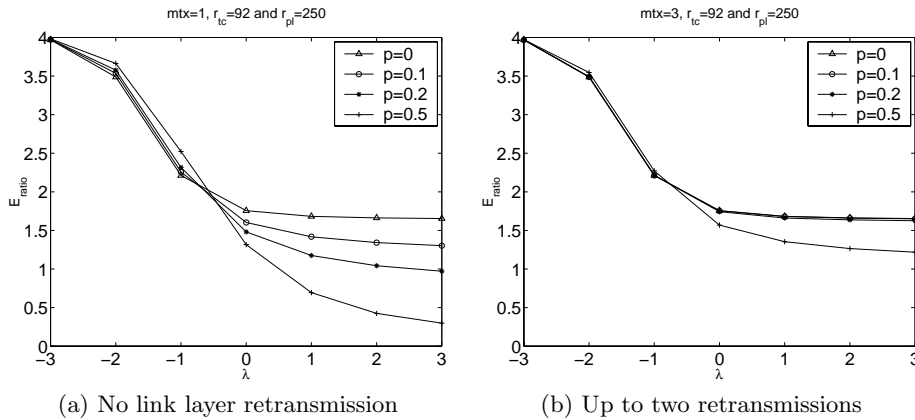 mtx=1, r_tc=92 and r_pl=250
4
3.5
3
2.5
2
1.5
1
0.5
0
E_ratio
−3 −2 −1 0 1 2 3
λ
p=0
p=0.1
p=0.2
p=0.5
(a) No link layer retransmission
mtx=3, r_tc=92 and r_pl=250
4
3.5
3
2.5
2
1.5
1
0.5
0
E_ratio
−3 −2 −1 0 1 2 3
λ
p=0
p=0.1
p=0.2
p=0.5
(b) Up to two retransmissions